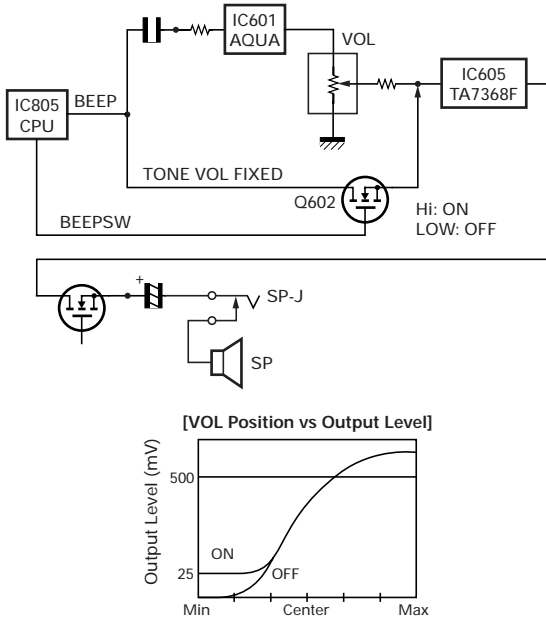 IC601
AQUA
VOL
IC605
TA7368F
IC805
CPU
BEEP
TONE VOL FIXED
Q602
Hi: ON
LOW: OFF
BEEPSW
+
SP-J
SP
[VOL Position vs Output Level]
Output Level (mV)
500
25
ON
OFF
Min
Center
Max